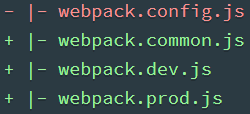 - |- webpack.config.js
+ |- webpack.common.js
+ |- webpack.dev.js
+ |- webpack.prod.js